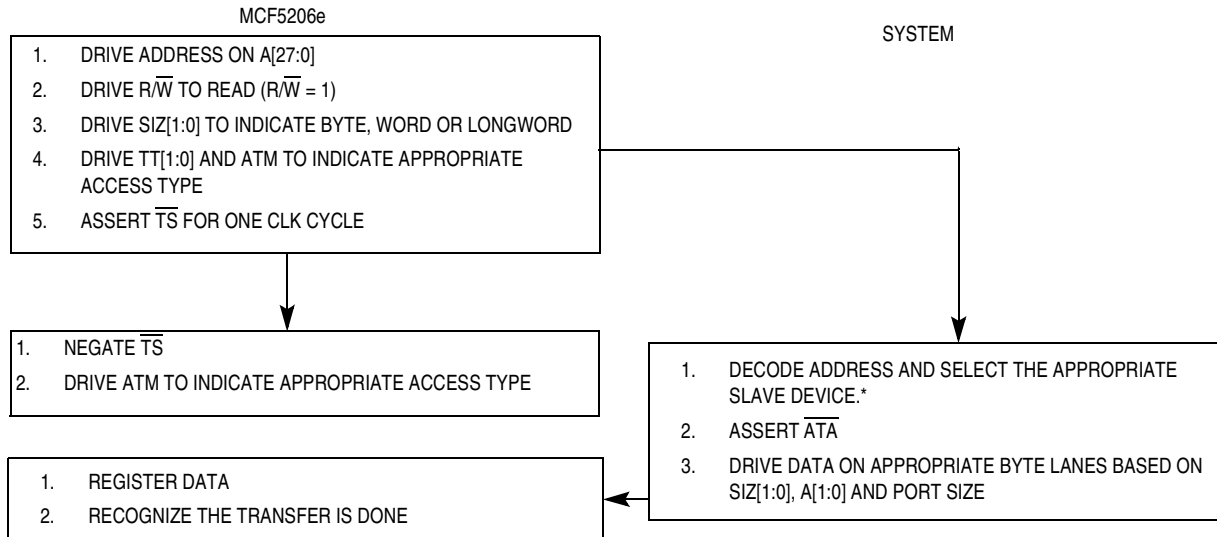 MCF5206e
SYSTEM
1. DRIVE ADDRESS ON A[27:0]
2. DRIVE R/W̅ TO READ (R/W̅ = 1)
3. DRIVE SIZ[1:0] TO INDICATE BYTE, WORD OR LONGWORD
4. DRIVE TT[1:0] AND ATM TO INDICATE APPROPRIATE
ACCESS TYPE
5. ASSERT T̅S̅ FOR ONE CLK CYCLE
1. NEGATE T̅S̅
2. DRIVE ATM TO INDICATE APPROPRIATE ACCESS TYPE
1. DECODE ADDRESS AND SELECT THE APPROPRIATE
SLAVE DEVICE.*
2. ASSERT A̅T̅A̅
3. DRIVE DATA ON APPROPRIATE BYTE LANES BASED ON
SIZ[1:0], A[1:0] AND PORT SIZE
1. REGISTER DATA
2. RECOGNIZE THE TRANSFER IS DONE